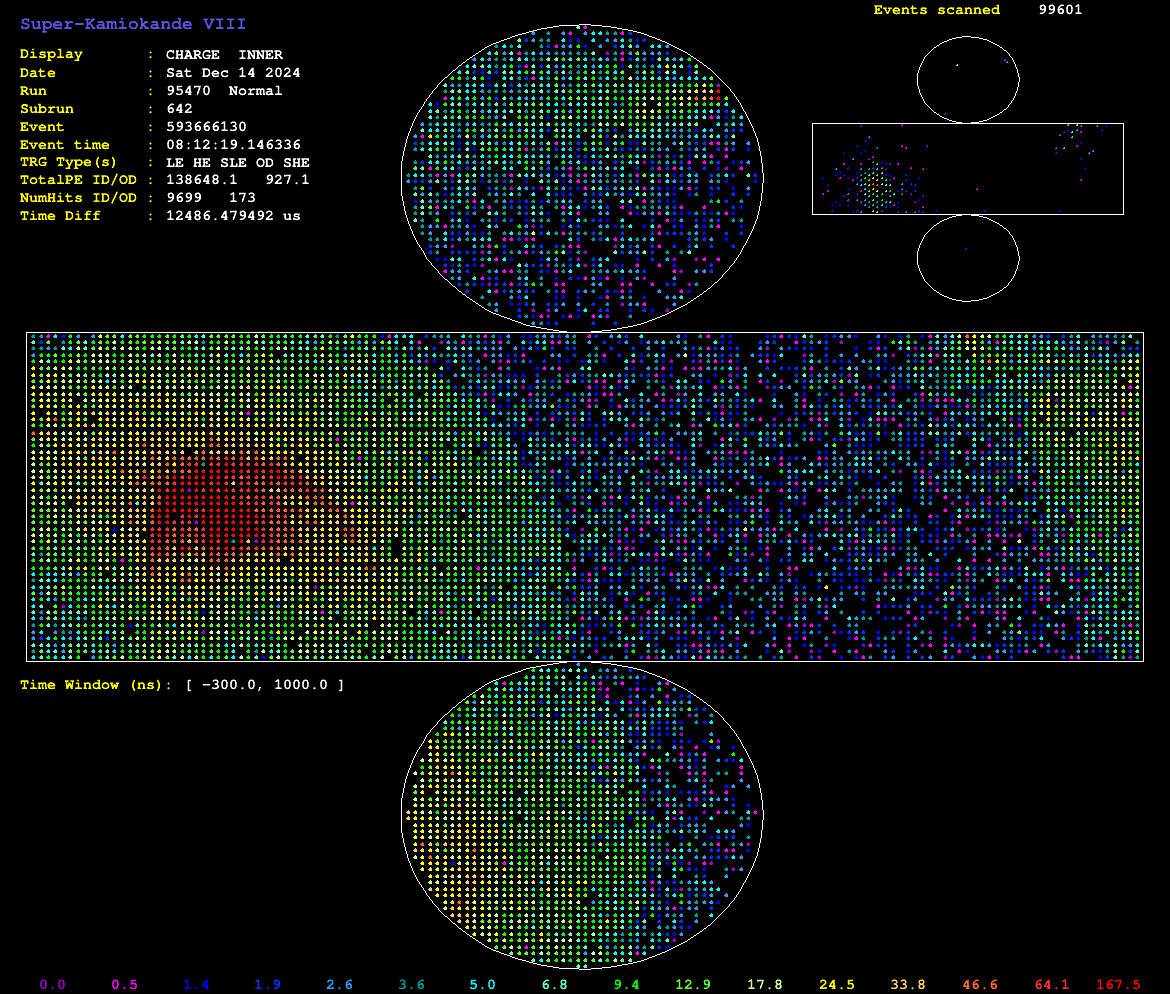 Super-Kamiokande VIII
Events scanned 99601
Display : CHARGE INNER
Date : Sat Dec 14 2024
Run : 95470 Normal
Subrun : 642
Event : 593666130
Event time : 08:12:19.146336
TRG Type(s) : LE HE SLE OD SHE
TotalPE ID/OD : 138648.1 927.1
NumHits ID/OD : 9699 173
Time Diff : 12486.479492 us
Time Window (ns): [ −300.0, 1000.0 ]
0.0 0.5 1.4 1.9 2.6 3.6 5.0 6.8 9.4 12.9 17.8 24.5 33.8 46.6 64.1 167.5